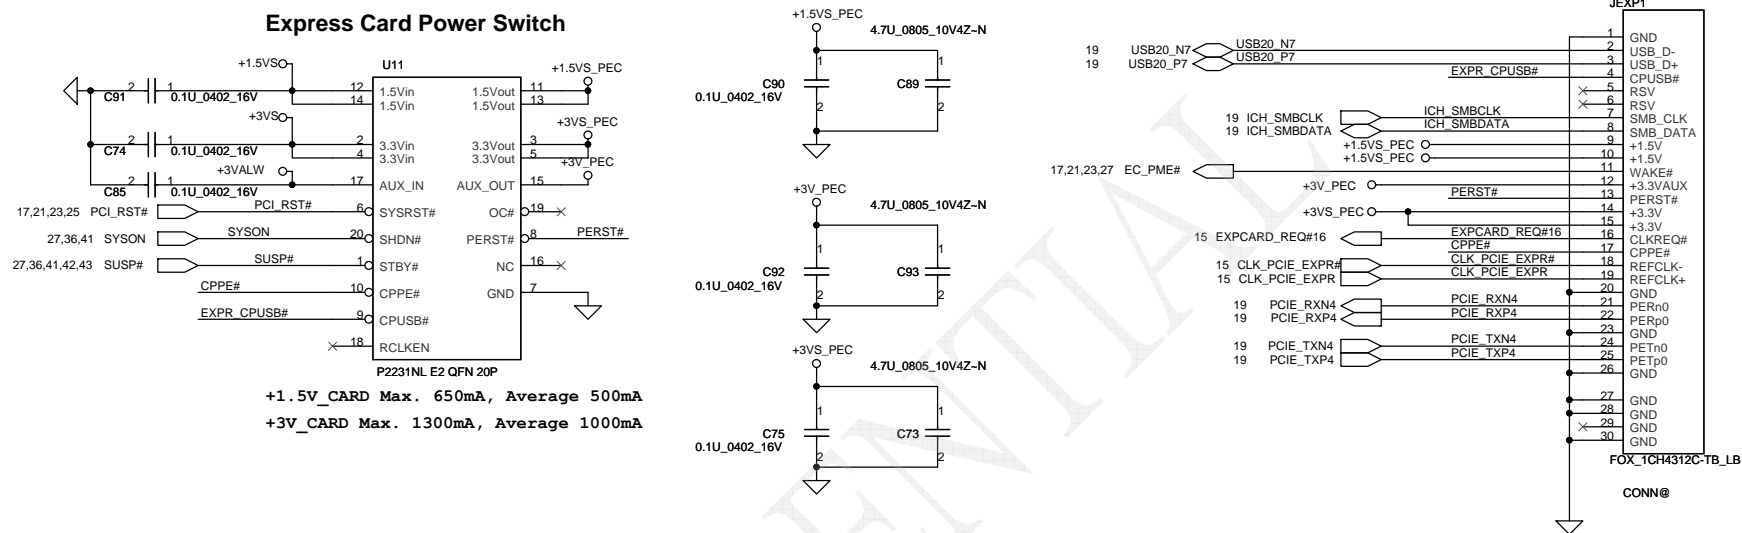 Express Card Power Switch
U11
+1.5VS
+1.5VS_PEC
C91 2 1 0.1U_0402_16V
12 1.5Vin 1.5Vout 11
14 1.5Vin 1.5Vout 13
+3VS
+3VS_PEC
C74 2 1 0.1U_0402_16V
2 3.3Vin 3.3Vout 3
4 3.3Vin 3.3Vout 5
+3VALW
+3V_PEC
C85 2 1 0.1U_0402_16V
17 AUX_IN AUX_OUT 15
17,21,23,25 PCI_RST# PCI_RST# 6 SYSRST# OC# 19
27,36,41 SYSON SYSON 20 SHDN# PERST# 8 PERST#
27,36,41,42,43 SUSP# SUSP# 1 STBY# NC 16
CPPE# 10 CPPE# GND 7
EXPR_CPUSB# 9 CPUSB#
18 RCLKEN
P2231NL E2 QFN 20P
+1.5V_CARD Max. 650mA, Average 500mA
+3V_CARD Max. 1300mA, Average 1000mA
+1.5VS_PEC
4.7U_0805_10V4Z~N
1 1
C90 C89
0.1U_0402_16V
2 2
+3V_PEC
4.7U_0805_10V4Z~N
1 1
C92 C93
0.1U_0402_16V
2 2
+3VS_PEC
4.7U_0805_10V4Z~N
1 1
C75 C73
0.1U_0402_16V
2 2
JEXP1
1 GND
19 USB20_N7 USB20_N7 2 USB_D-
19 USB20_P7 USB20_P7 3 USB_D+
EXPR_CPUSB# 4 CPUSB#
5 RSV
6 RSV
19 ICH_SMBCLK ICH_SMBCLK 7 SMB_CLK
19 ICH_SMBDATA ICH_SMBDATA 8 SMB_DATA
+1.5VS_PEC 9 +1.5V
+1.5VS_PEC 10 +1.5V
17,21,23,27 EC_PME# 11 WAKE#
+3V_PEC 12 +3.3VAUX
PERST# 13 PERST#
+3VS_PEC 14 +3.3V
15 +3.3V
15 EXPCARD_REQ#16 EXPCARD_REQ#16 16 CLKREQ#
CPPE# 17 CPPE#
15 CLK_PCIE_EXPR# CLK_PCIE_EXPR# 18 REFCLK-
15 CLK_PCIE_EXPR CLK_PCIE_EXPR 19 REFCLK+
20 GND
19 PCIE_RXN4 PCIE_RXN4 21 PERn0
19 PCIE_RXP4 PCIE_RXP4 22 PERp0
23 GND
19 PCIE_TXN4 PCIE_TXN4 24 PETn0
19 PCIE_TXP4 PCIE_TXP4 25 PETp0
26 GND
27 GND
28 GND
29 GND
30 GND
FOX_1CH4312C-TB_LB
CONN@
ENTIAL